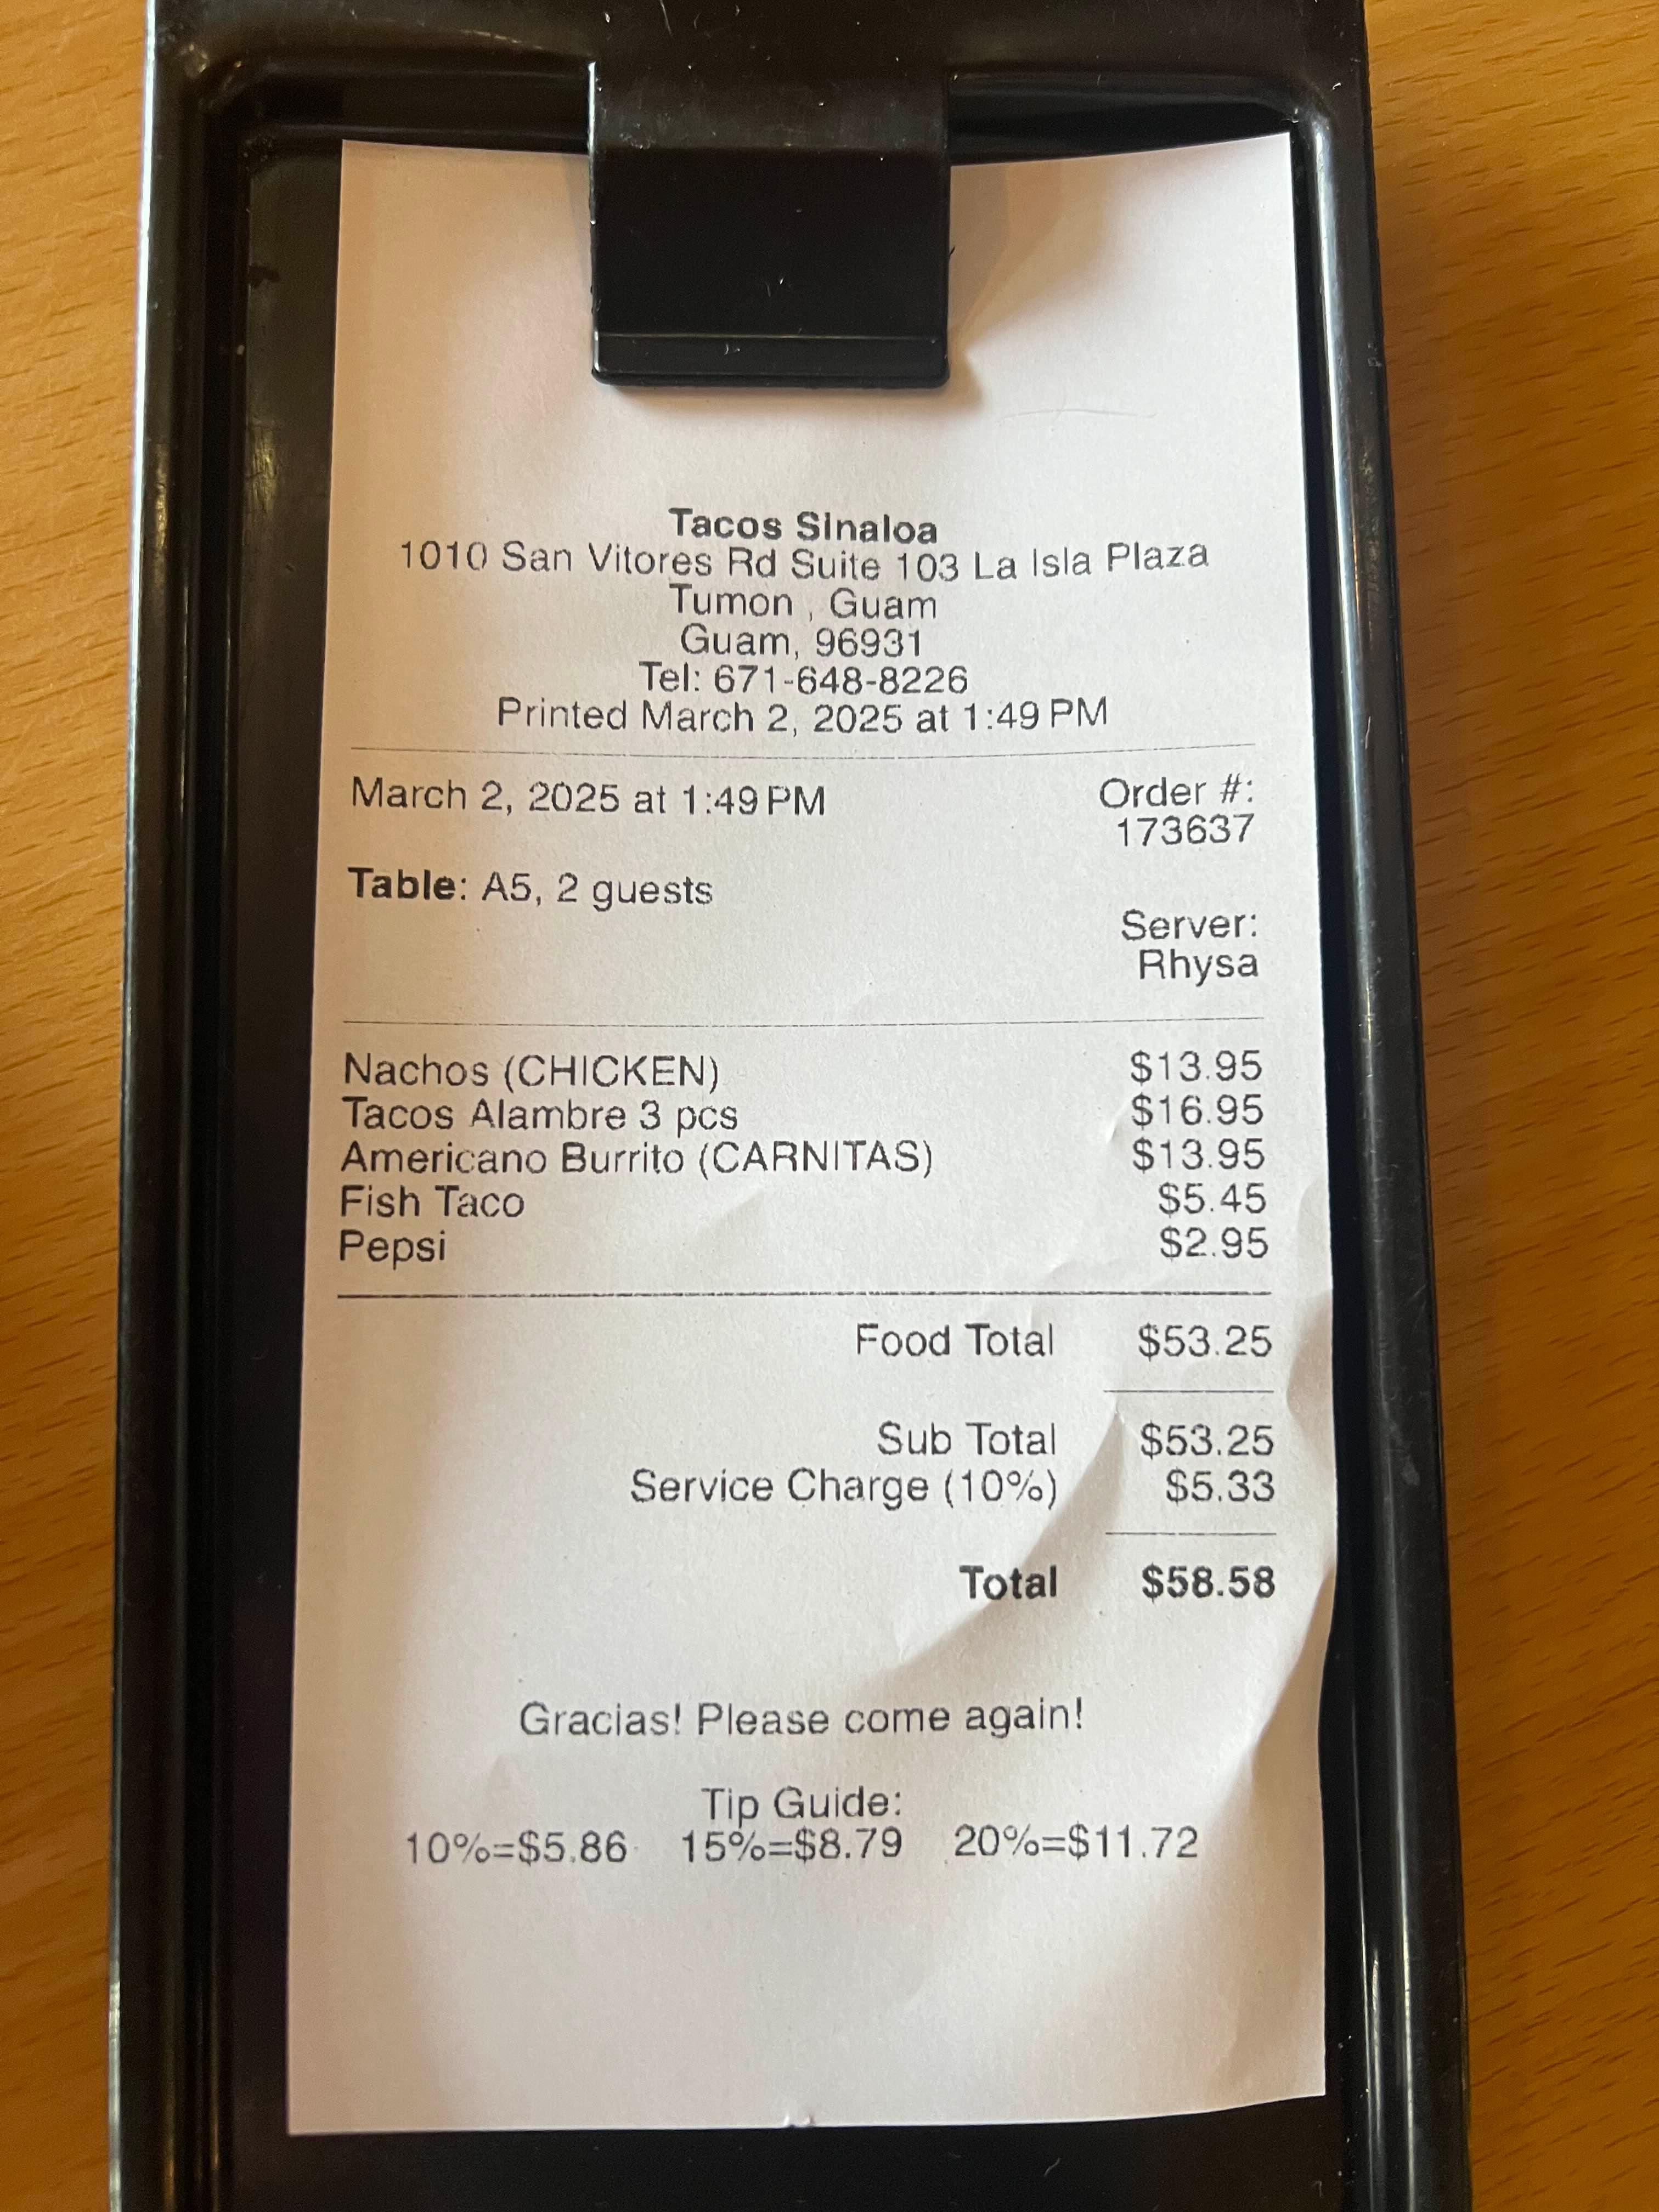 Tacos Sinaloa
1010 San Vitores Rd Suite 103 La Isla Plaza
Tumon , Guam
Guam, 96931
Tel: 671-648-8226
Printed March 2, 2025 at 1:49 PM
March 2, 2025 at 1:49 PM
Order #:
173637
Table: A5, 2 guests
Server:
Rhysa
Nachos (CHICKEN) $13.95
Tacos Alambre 3 pcs $16.95
Americano Burrito (CARNITAS) $13.95
Fish Taco $5.45
Pepsi $2.95
Food Total $53.25
Sub Total $53.25
Service Charge (10%) $5.33
Total $58.58
Gracias! Please come again!
Tip Guide:
10%=$5.86 15%=$8.79 20%=$11.72